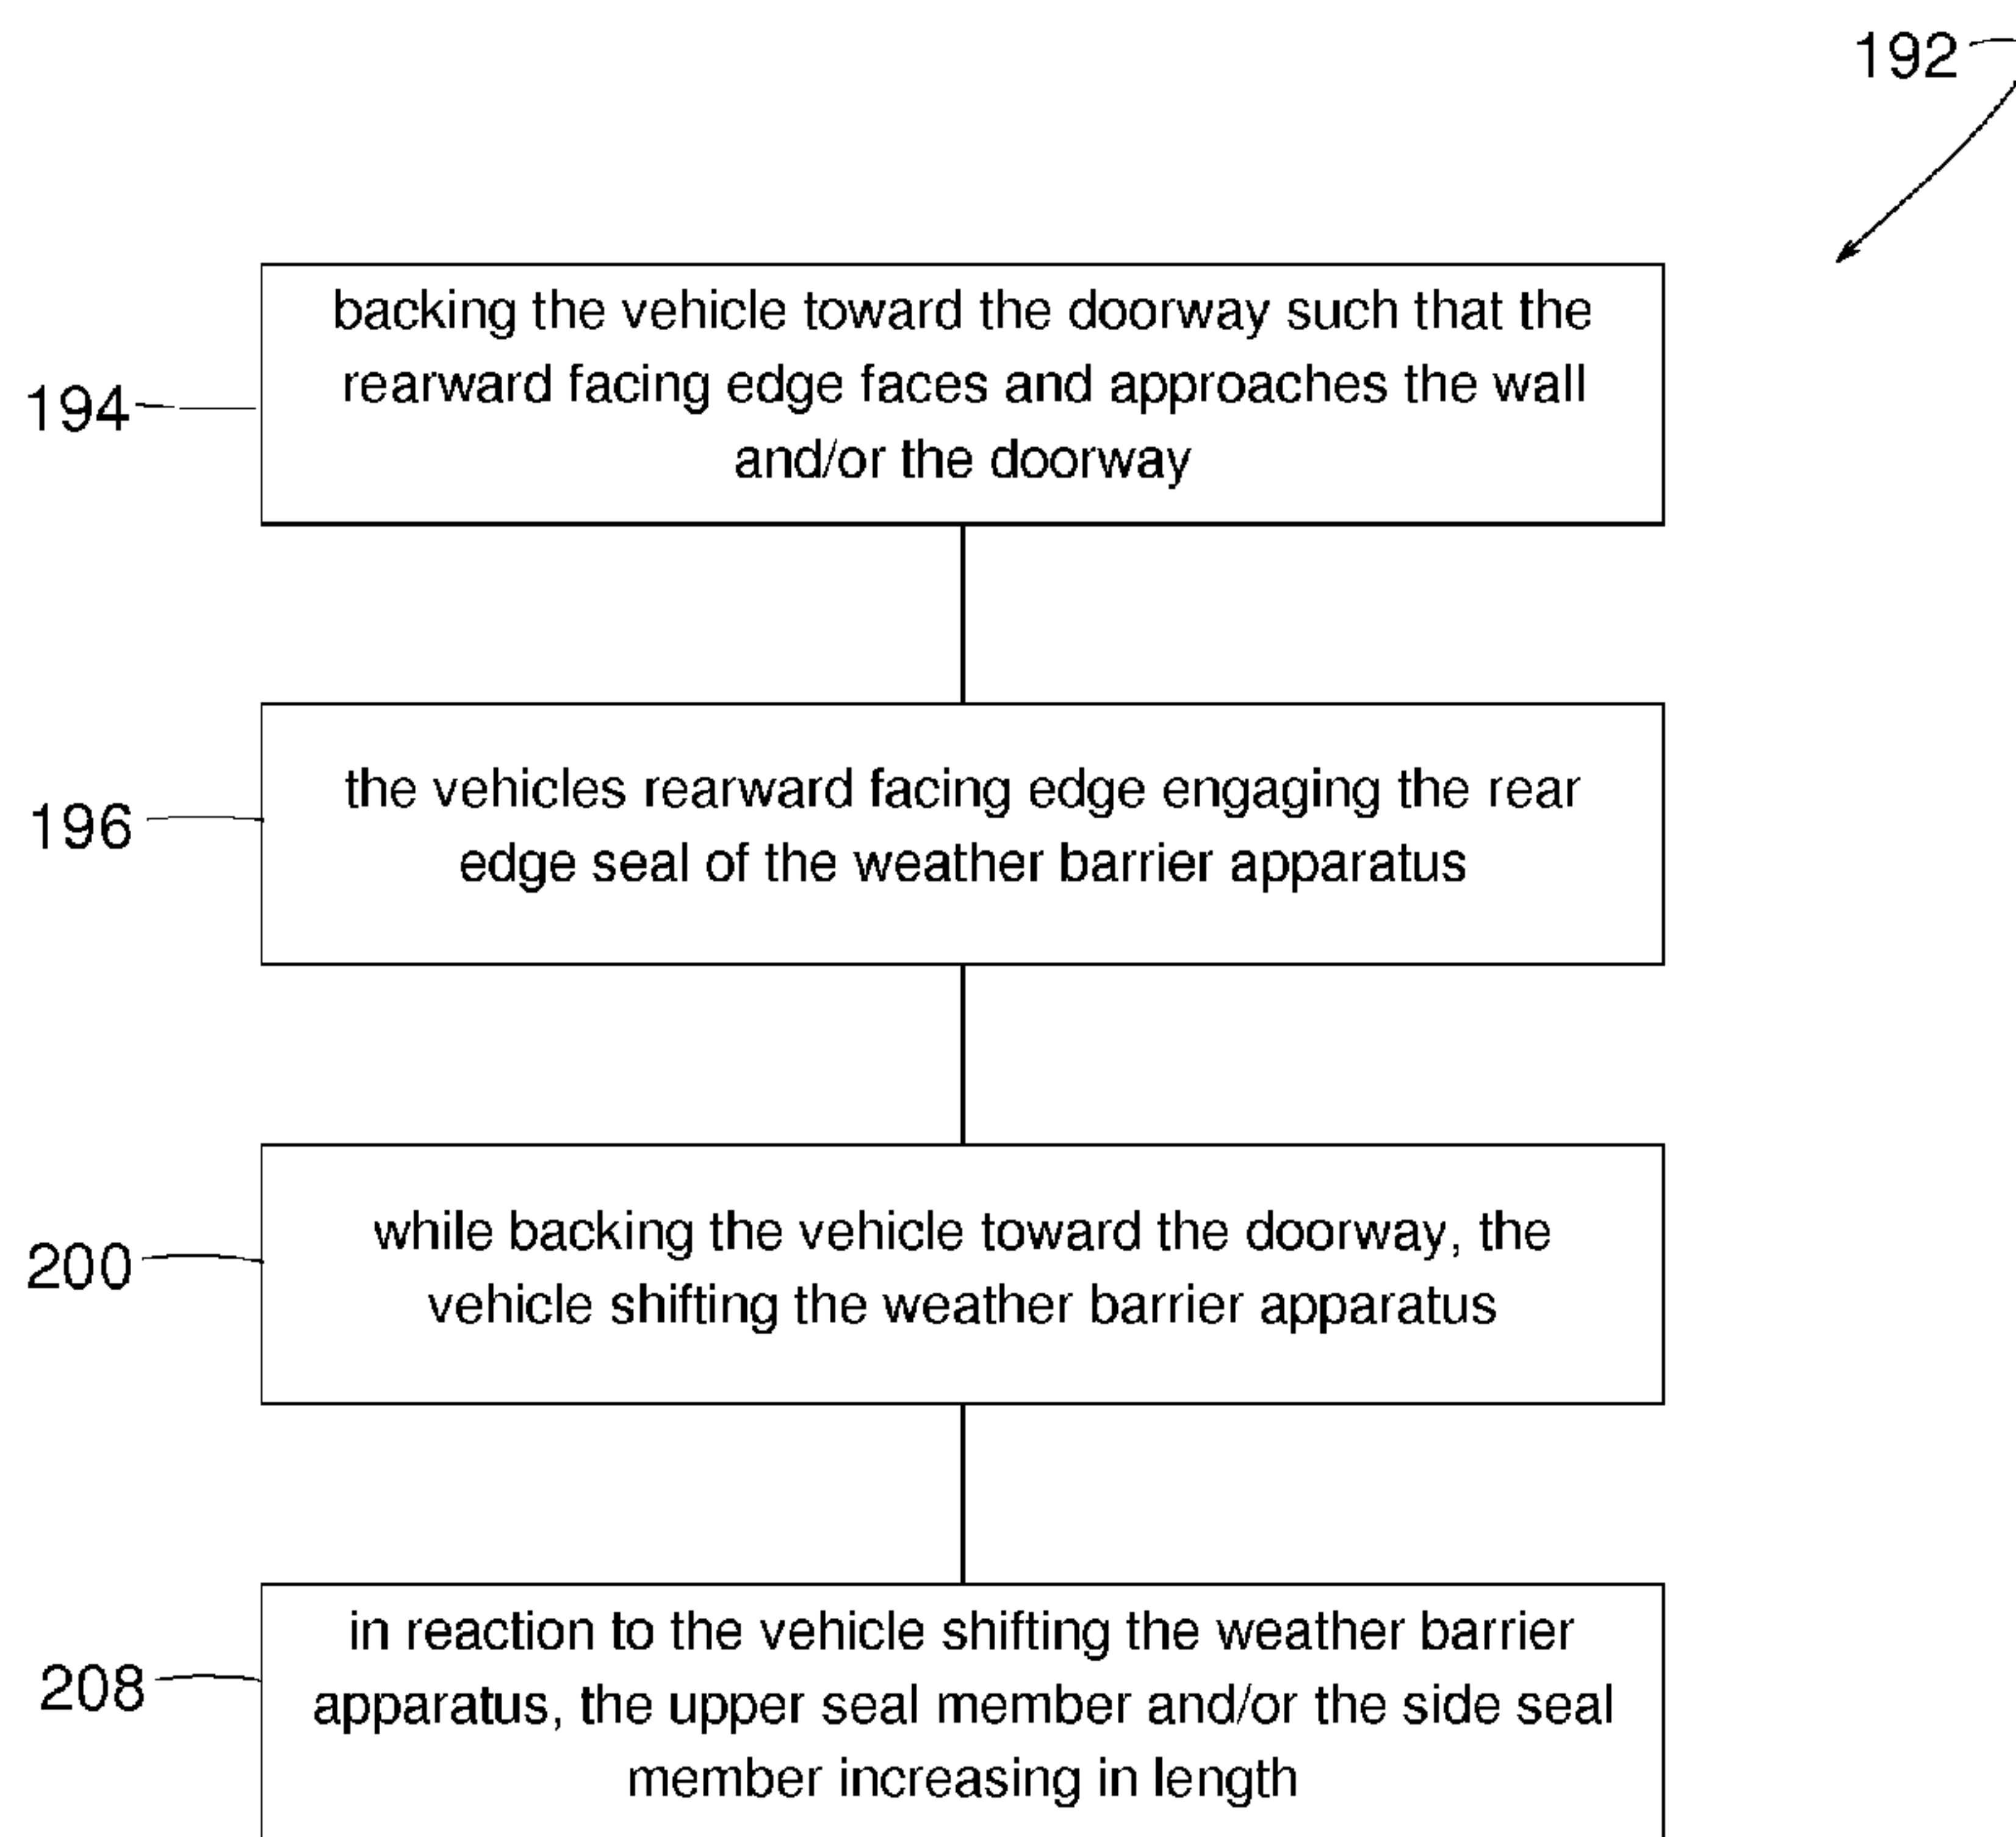 192
backing the vehicle toward the doorway such that the
rearward facing edge faces and approaches the wall
and/or the doorway
194
the vehicles rearward facing edge engaging the rear
edge seal of the weather barrier apparatus
196
while backing the vehicle toward the doorway, the
vehicle shifting the weather barrier apparatus
200
in reaction to the vehicle shifting the weather barrier
apparatus, the upper seal member and/or the side seal
member increasing in length
208